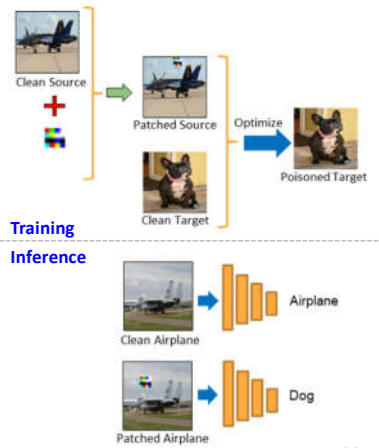 Clean Source
Patched Source
Optimize
Clean Target
Poisoned Target
Training
Inference
Clean Airplane
Airplane
Patched Airplane
Dog